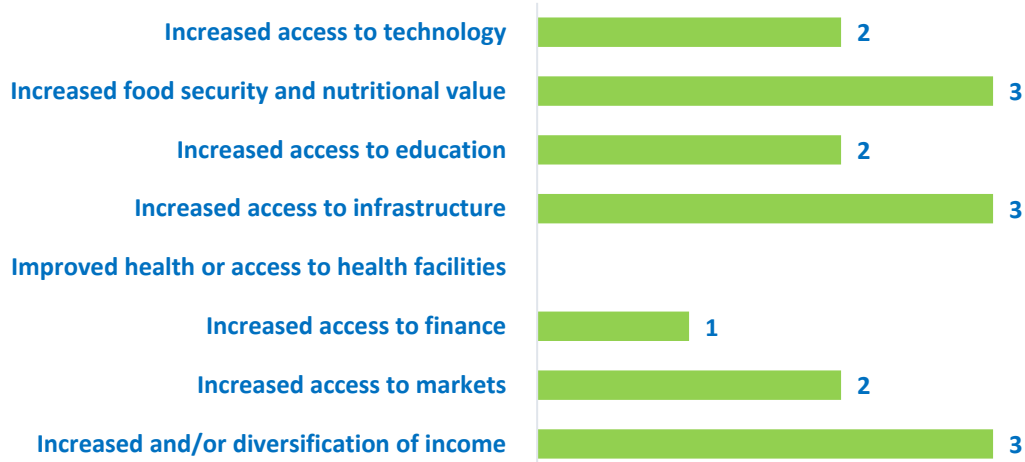 Increased access to technology 2
Increased food security and nutritional value 3
Increased access to education 2
Increased access to infrastructure 3
Improved health or access to health facilities
Increased access to finance 1
Increased access to markets 2
Increased and/or diversification of income 3